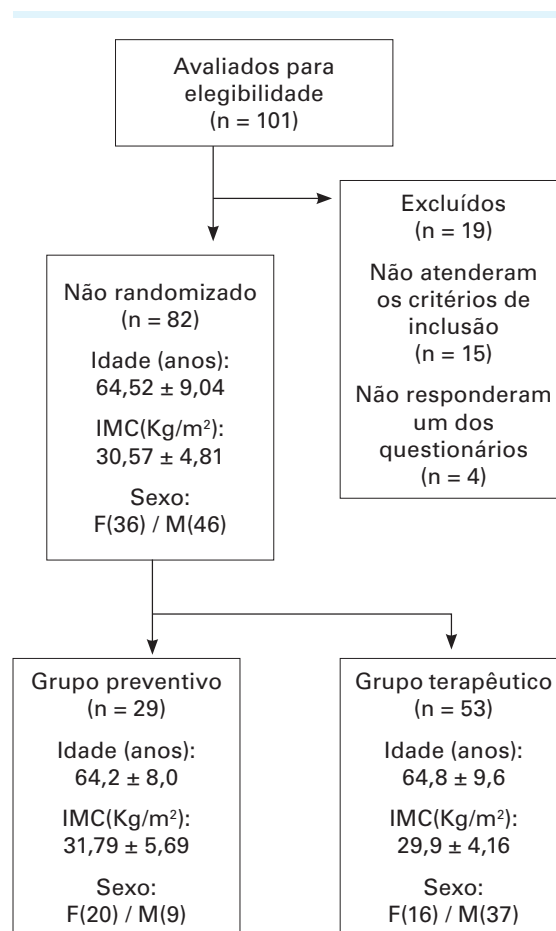 Avaliados para
elegibilidade
(n = 101)
Excluídos
(n = 19)
Não atenderam
os critérios de
inclusão
(n = 15)
Não responderam
um dos
questionários
(n = 4)
Não randomizado
(n = 82)
Idade (anos):
64,52 ± 9,04
IMC(Kg/m²):
30,57 ± 4,81
Sexo:
F(36) / M(46)
Grupo preventivo
(n = 29)
Idade (anos):
64,2 ± 8,0
IMC(Kg/m²):
31,79 ± 5,69
Sexo:
F(20) / M(9)
Grupo terapêutico
(n = 53)
Idade (anos):
64,8 ± 9,6
IMC(Kg/m²):
29,9 ± 4,16
Sexo:
F(16) / M(37)